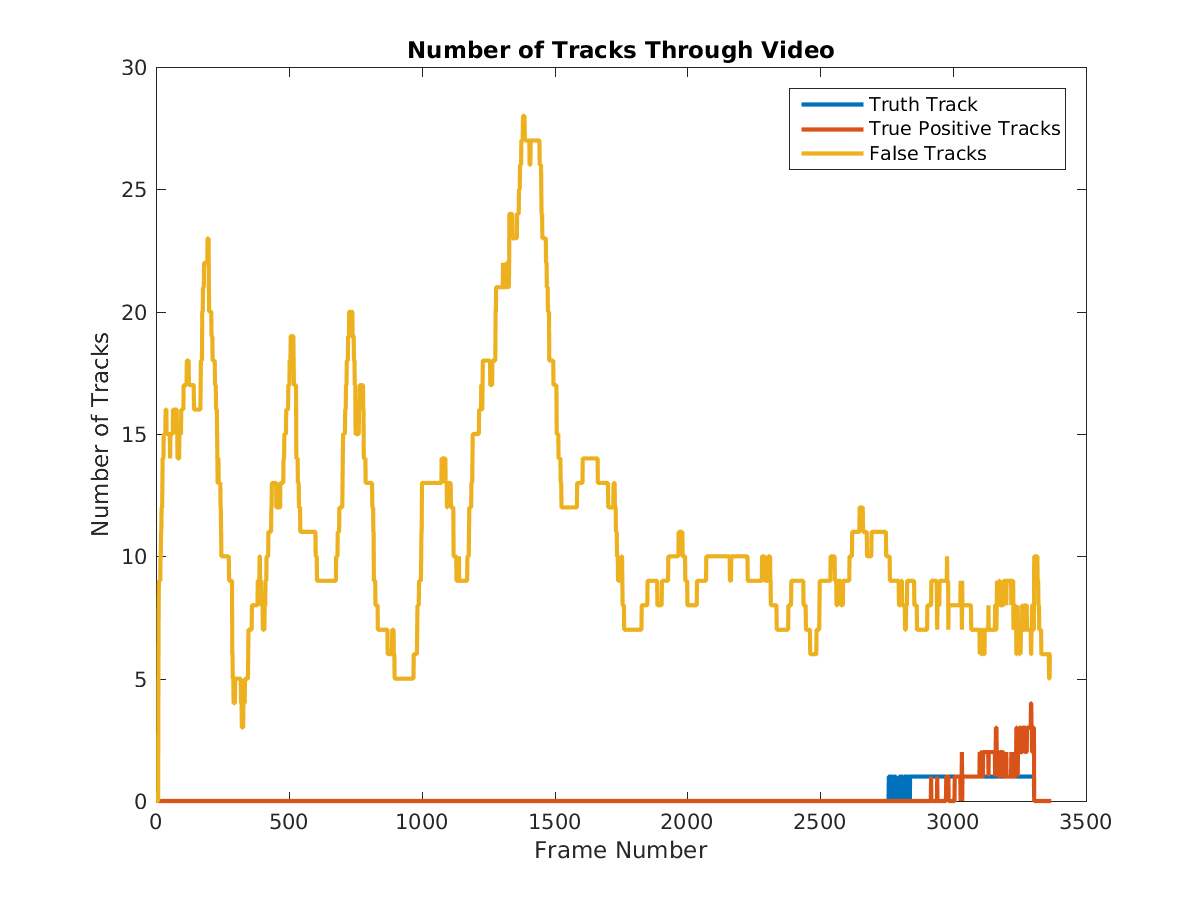 Number of Tracks Through Video
30
25
20
15
10
5
0
Number of Tracks
Truth Track
True Positive Tracks
False Tracks
0 500 1000 1500 2000 2500 3000 3500
Frame Number